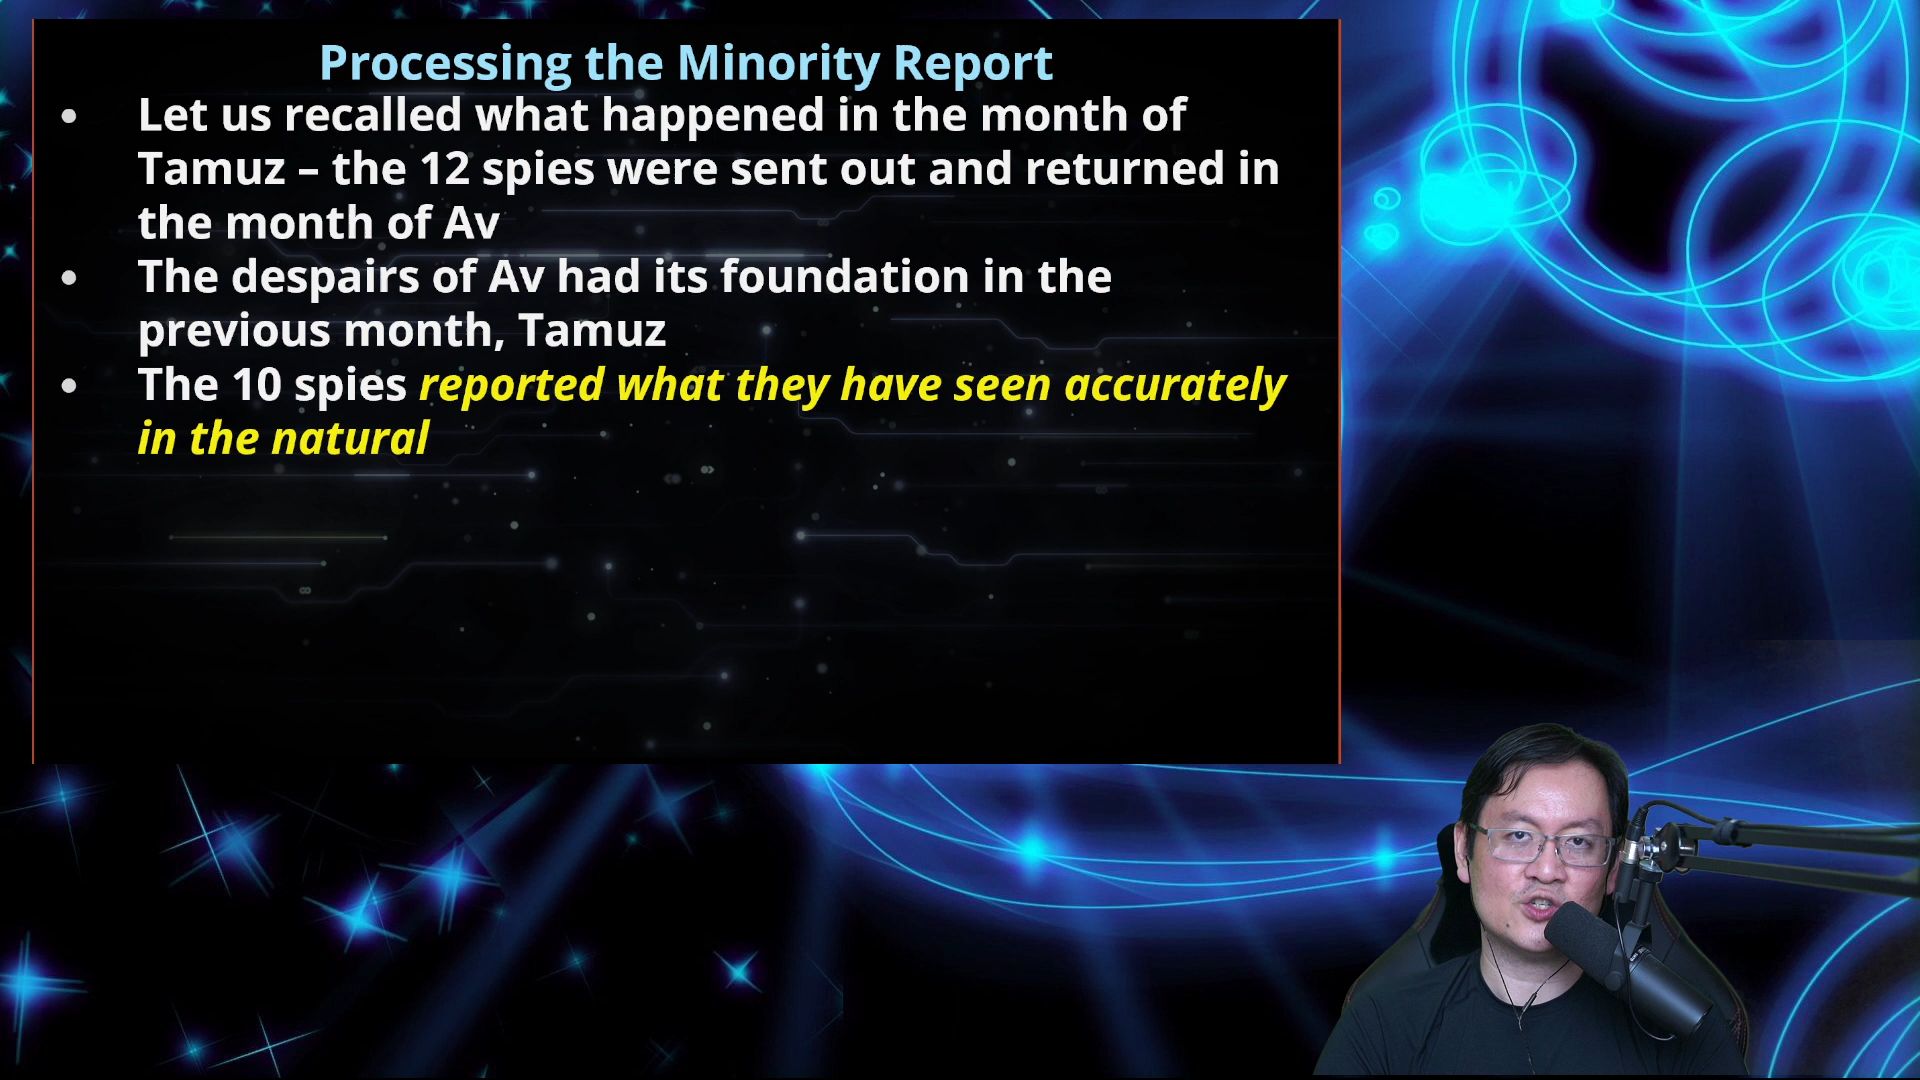 Processing the Minority Report
• Let us recalled what happened in the month of
Tamuz – the 12 spies were sent out and returned in
the month of Av
• The despairs of Av had its foundation in the
previous month, Tamuz
• The 10 spies reported what they have seen accurately
in the natural